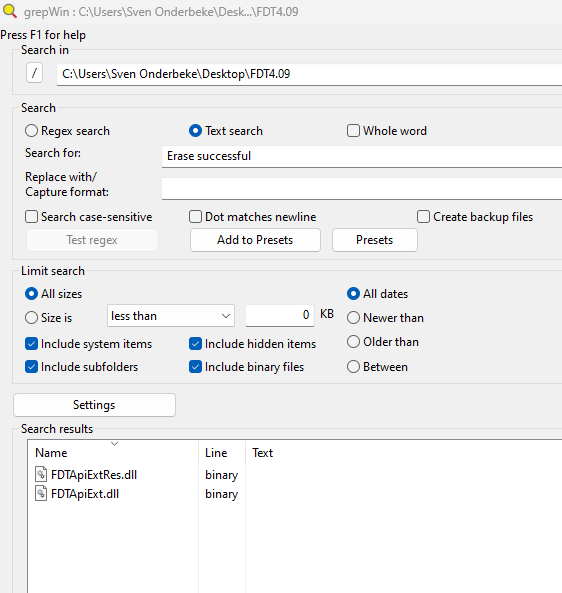 grepWin : C:\Users\Sven Onderbeke\Desk...\FDT4.09
Press F1 for help
Search in
/ C:\Users\Sven Onderbeke\Desktop\FDT4.09
Search
Regex search Text search Whole word
Search for: Erase successful
Replace with/
Capture format:
Search case-sensitive Dot matches newline Create backup files
Test regex Add to Presets Presets
Limit search
All sizes All dates
Size is less than 0 KB Newer than
Include system items Include hidden items Older than
Include subfolders Include binary files Between
Settings
Search results
Name Line Text
FDTApiExtRes.dll binary
FDTApiExt.dll binary